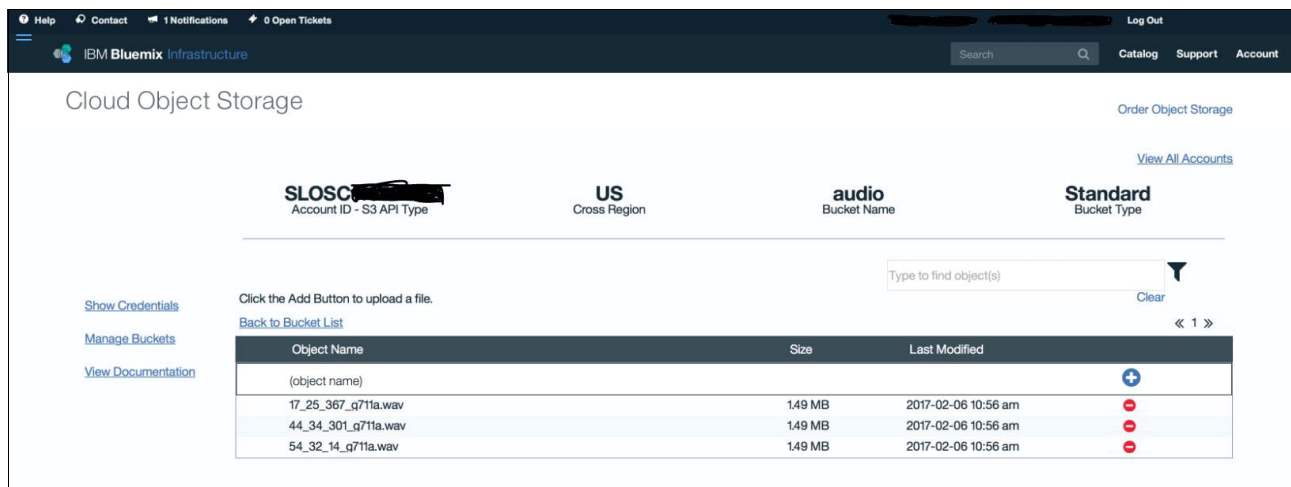 Help Contact 1 Notifications 0 Open Tickets Log Out
IBM Bluemix Infrastructure Search Catalog Support Account
Cloud Object Storage
Order Object Storage
View All Accounts
SLOSC US audio Standard
Account ID - S3 API Type Cross Region Bucket Name Bucket Type
Type to find object(s)
Show Credentials Click the Add Button to upload a file. Clear
Back to Bucket List « 1 »
Manage Buckets
Object Name Size Last Modified
View Documentation
(object name)
17_25_367_g711a.wav 1.49 MB 2017-02-06 10:56 am
44_34_301_g711a.wav 1.49 MB 2017-02-06 10:56 am
54_32_14_g711a.wav 1.49 MB 2017-02-06 10:56 am